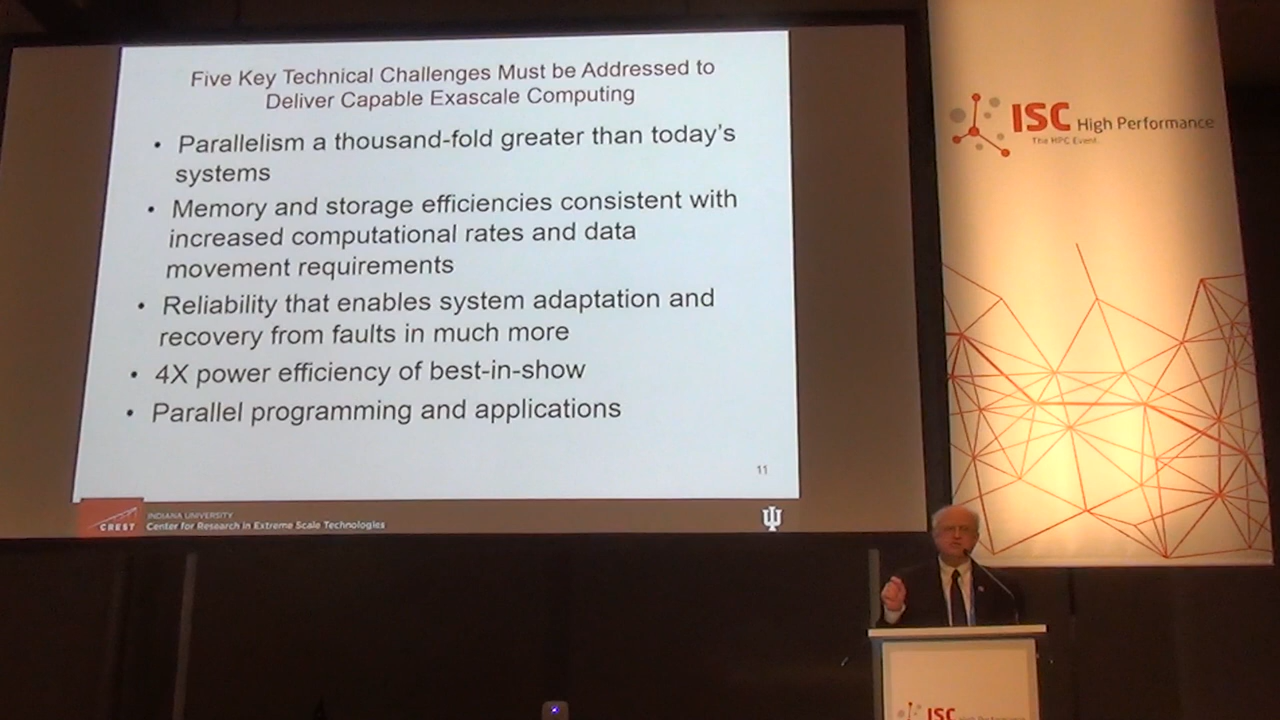 Five Key Technical Challenges Must be Addressed to
Deliver Capable Exascale Computing
• Parallelism a thousand-fold greater than today's
systems
• Memory and storage efficiencies consistent with
increased computational rates and data
movement requirements
• Reliability that enables system adaptation and
recovery from faults in much more
• 4X power efficiency of best-in-show
• Parallel programming and applications
11
CREST
INDIANA UNIVERSITY
Center for Research in Extreme Scale Technologies
ISC High Performance
The HPC Event.
ISC High Performance